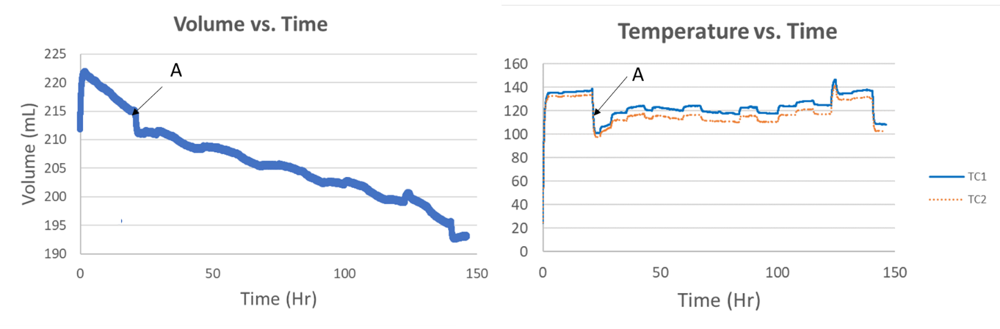 Volume vs. Time
A
225
220
215
210
205
200
195
190
Volume (mL)
0 50 100 150
Time (Hr)
Temperature vs. Time
A
160
140
120
100
80
60
40
20
0
0 50 100 150
Time (Hr)
TC1
TC2